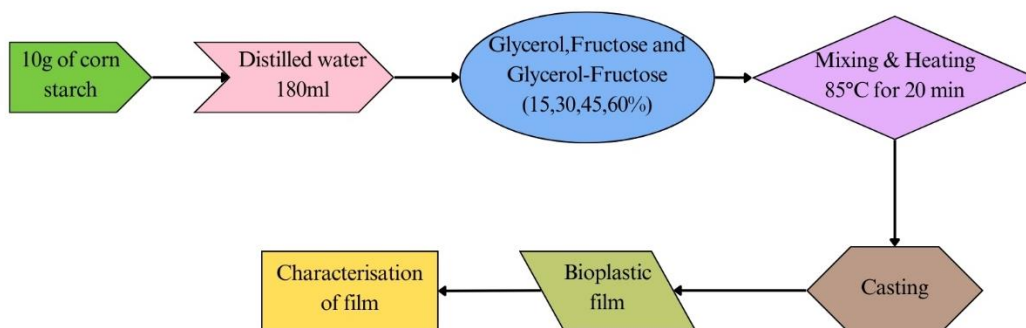 10g of corn
starch
Distilled water
180ml
Glycerol,Fructose and
Glycerol-Fructose
(15,30,45,60%)
Mixing & Heating
85°C for 20 min
Casting
Bioplastic
film
Characterisation
of film